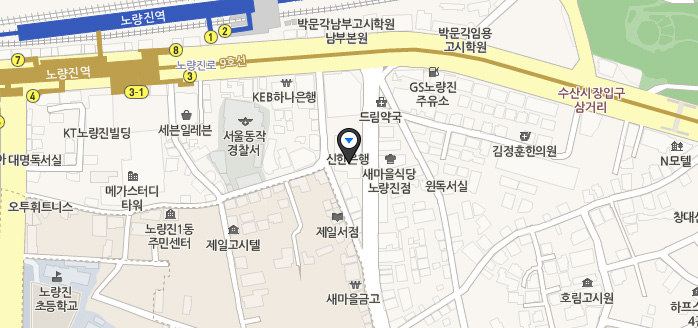 노량진역
박문각남부고시학원
남부본원
박문각임용
고시학원
1
2
8
7
노량진로
9호선
노량진역
3
3-1
4
KEB하나은행
GS노량진
주유소
수산시장입구
삼거리
드림약국
KT노량진빌딩
세븐일레븐
서울동작
경찰서
김정훈한의원
대명독서실
신한은행
새마을식당
노량진점
윈독서실
N모텔
메가스터디
타워
오투휘트니스
노량진1동
주민센터
제일고시텔
제일서점
창대
노량진
초등학교
새마을금고
호림고시원
하프스